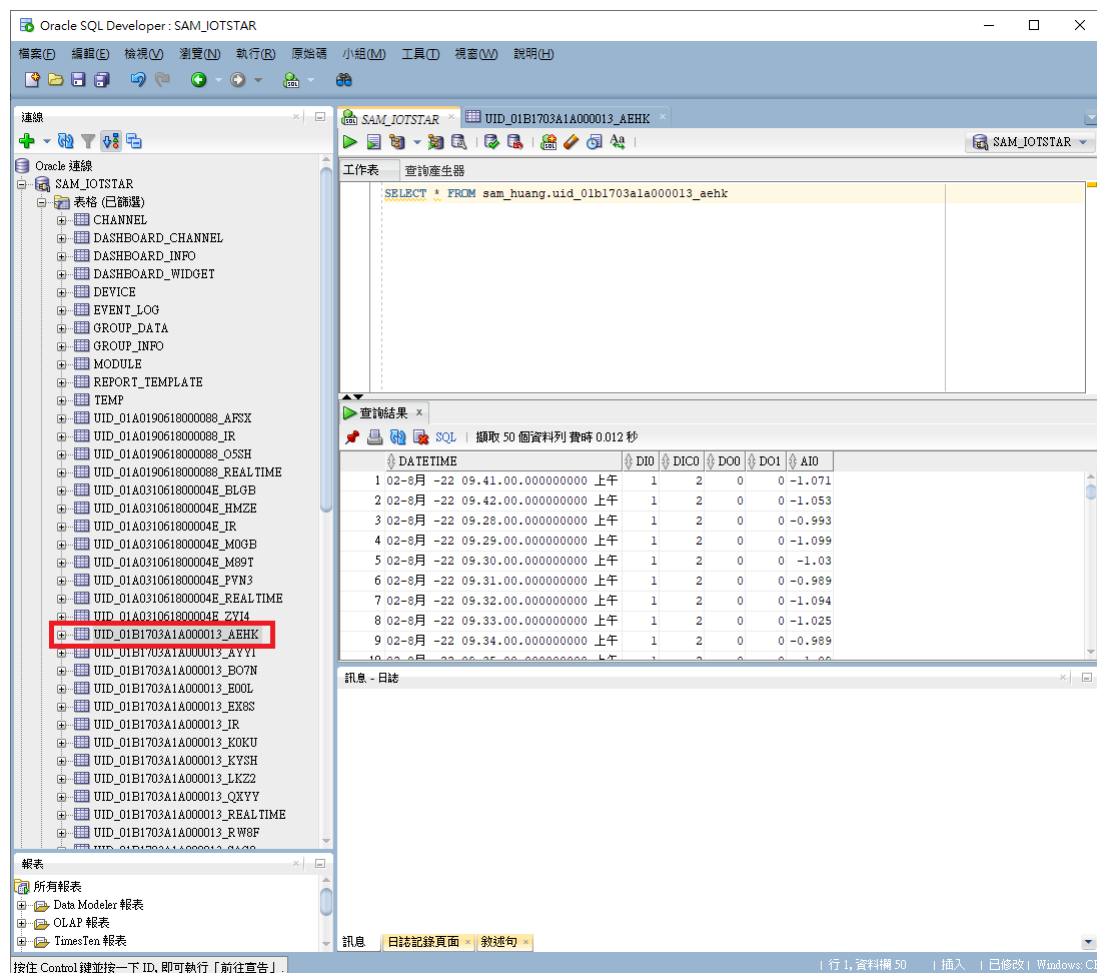 Oracle SQL Developer : SAM_IOTSTAR
檔案(F) 編輯(E) 檢視(V) 瀏覽(N) 執行(R) 原始碼 小組(M) 工具(T) 視窗(W) 說明(H)
連線
Oracle 連線
SAM_IOTSTAR
表格 (已篩選)
CHANNEL
DASHBOARD_CHANNEL
DASHBOARD_INFO
DASHBOARD_WIDGET
DEVICE
EVENT_LOG
GROUP_DATA
GROUP_INFO
MODULE
REPORT_TEMPLATE
TEMP
UID_01A0190618000088_AFSX
UID_01A0190618000088_IR
UID_01A0190618000088_O5SH
UID_01A0190618000088_REALTIME
UID_01A031061800004E_BLGB
UID_01A031061800004E_HMZE
UID_01A031061800004E_IR
UID_01A031061800004E_M0GB
UID_01A031061800004E_M89T
UID_01A031061800004E_PVN3
UID_01A031061800004E_REALTIME
UID_01A031061800004E_ZYI4
UID_01B1703A1A000013_AEHK
UID_01B1703A1A000013_AYYI
UID_01B1703A1A000013_BO7N
UID_01B1703A1A000013_E00L
UID_01B1703A1A000013_EX8S
UID_01B1703A1A000013_IR
UID_01B1703A1A000013_K0KU
UID_01B1703A1A000013_KYSH
UID_01B1703A1A000013_LKZ2
UID_01B1703A1A000013_QXYY
UID_01B1703A1A000013_REALTIME
UID_01B1703A1A000013_RW8F
報表
所有報表
Data Modeler 報表
OLAP 報表
TimesTen 報表
SAM_IOTSTAR UID_01B1703A1A000013_AEHK
SAM_IOTSTAR
工作表 查詢產生器
SELECT * FROM sam_huang.uid_01b1703a1a000013_aehk
查詢結果
SQL | 擷取 50 個資料列 費時 0.012 秒
DATETIME DI0 DIC0 DO0 DO1 AI0
1 02-8月 -22 09.41.00.000000000 上午 1 2 0 0 -1.071
2 02-8月 -22 09.42.00.000000000 上午 1 2 0 0 -1.053
3 02-8月 -22 09.28.00.000000000 上午 1 2 0 0 -0.993
4 02-8月 -22 09.29.00.000000000 上午 1 2 0 0 -1.099
5 02-8月 -22 09.30.00.000000000 上午 1 2 0 0 -1.03
6 02-8月 -22 09.31.00.000000000 上午 1 2 0 0 -0.989
7 02-8月 -22 09.32.00.000000000 上午 1 2 0 0 -1.094
8 02-8月 -22 09.33.00.000000000 上午 1 2 0 0 -1.025
9 02-8月 -22 09.34.00.000000000 上午 1 2 0 0 -0.989
訊息 - 日誌
訊息 日誌記錄頁面 敘述句
按住 Control 鍵並按一下 ID, 即可執行「前往宣告」.
行 1, 資料欄 50 | 插入 | 已修改 | Windows: CR